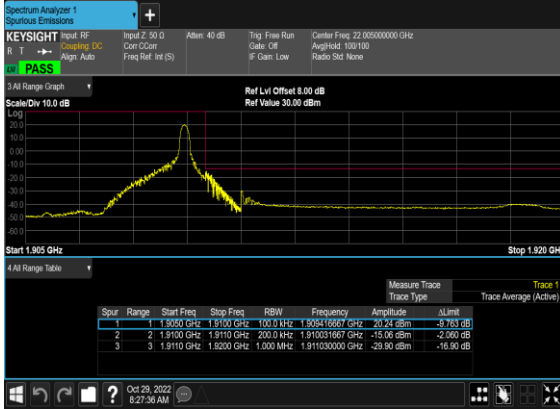 Spectrum Analyzer 1
Spurious Emissions
+
KEYSIGHT Input: RF Input Z: 50 Ω Atten: 40 dB Trig: Free Run Center Freq: 22.005000000 GHz
R T Coupling: DC Corr CCorr Gate: Off Avg|Hold: 100/100
Align: Auto Freq Ref: Int (S) IF Gain: Low Radio Std: None
PASS
3 All Range Graph
Ref Lvl Offset 8.00 dB
Scale/Div 10.0 dB Ref Value 30.00 dBm
Log
20.0
10.0
0.00
-10.0
-20.0
-30.0
-40.0
-50.0
-60.0
Start 1.905 GHz Stop 1.920 GH
4 All Range Table
Measure Trace Trace 1
Trace Type Trace Average (Active)
Spur Range Start Freq Stop Freq RBW Frequency Amplitude ΔLimit
1 1 1.9050 GHz 1.9100 GHz 100.0 kHz 1.909416667 GHz 20.24 dBm -9.763 dB
2 2 1.9100 GHz 1.9110 GHz 200.0 kHz 1.910031667 GHz -15.06 dBm -2.060 dB
3 3 1.9110 GHz 1.9200 GHz 1.000 MHz 1.911030000 GHz -29.90 dBm -16.90 dB
? Oct 29, 2022
8:27:36 AM